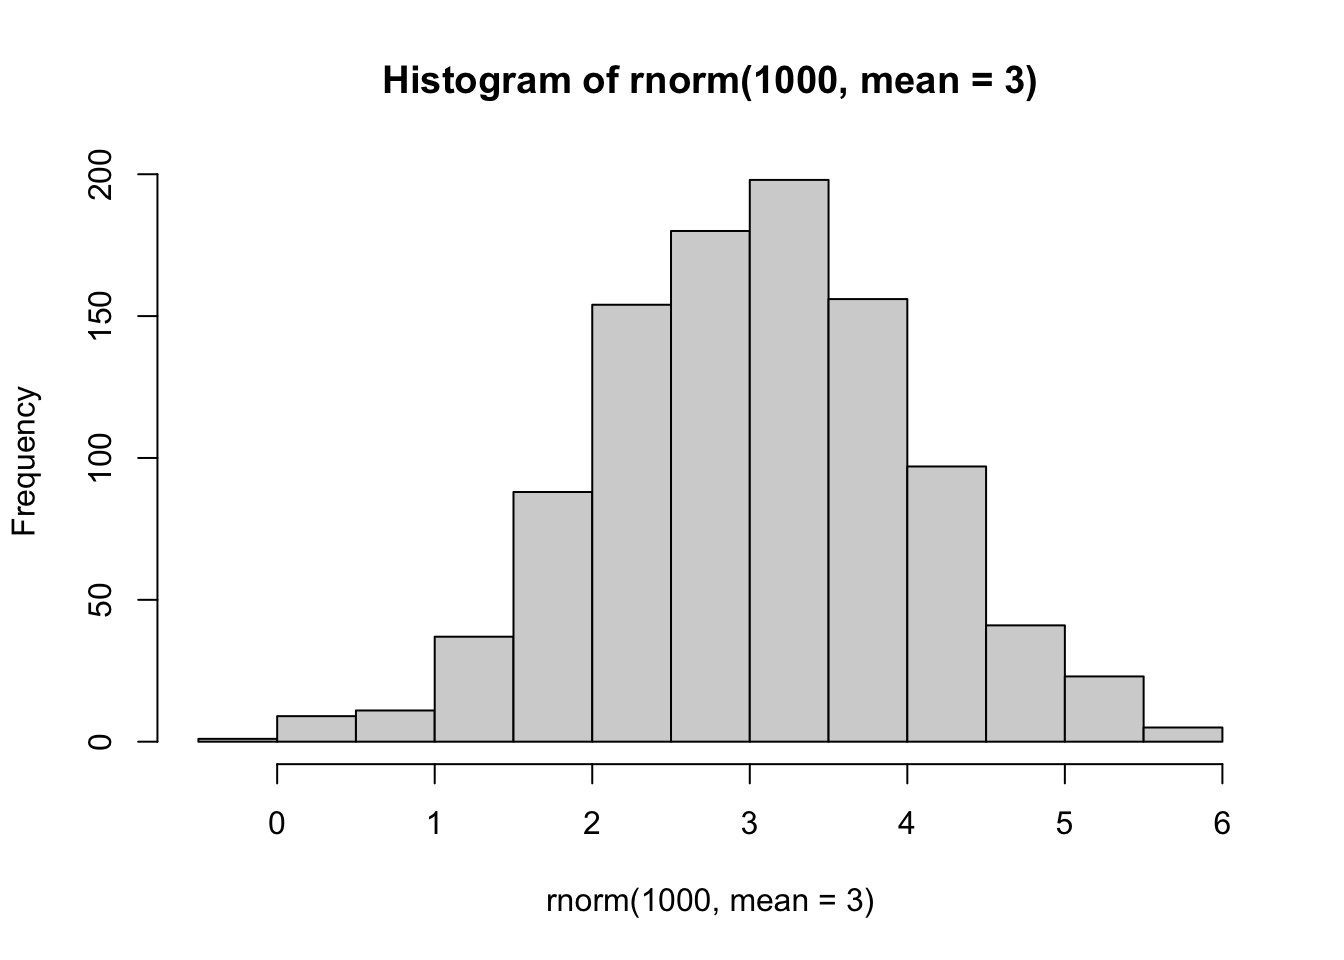 Histogram of rnorm(1000, mean = 3)
Frequency
200
150
100
50
0
0 1 2 3 4 5 6
rnorm(1000, mean = 3)